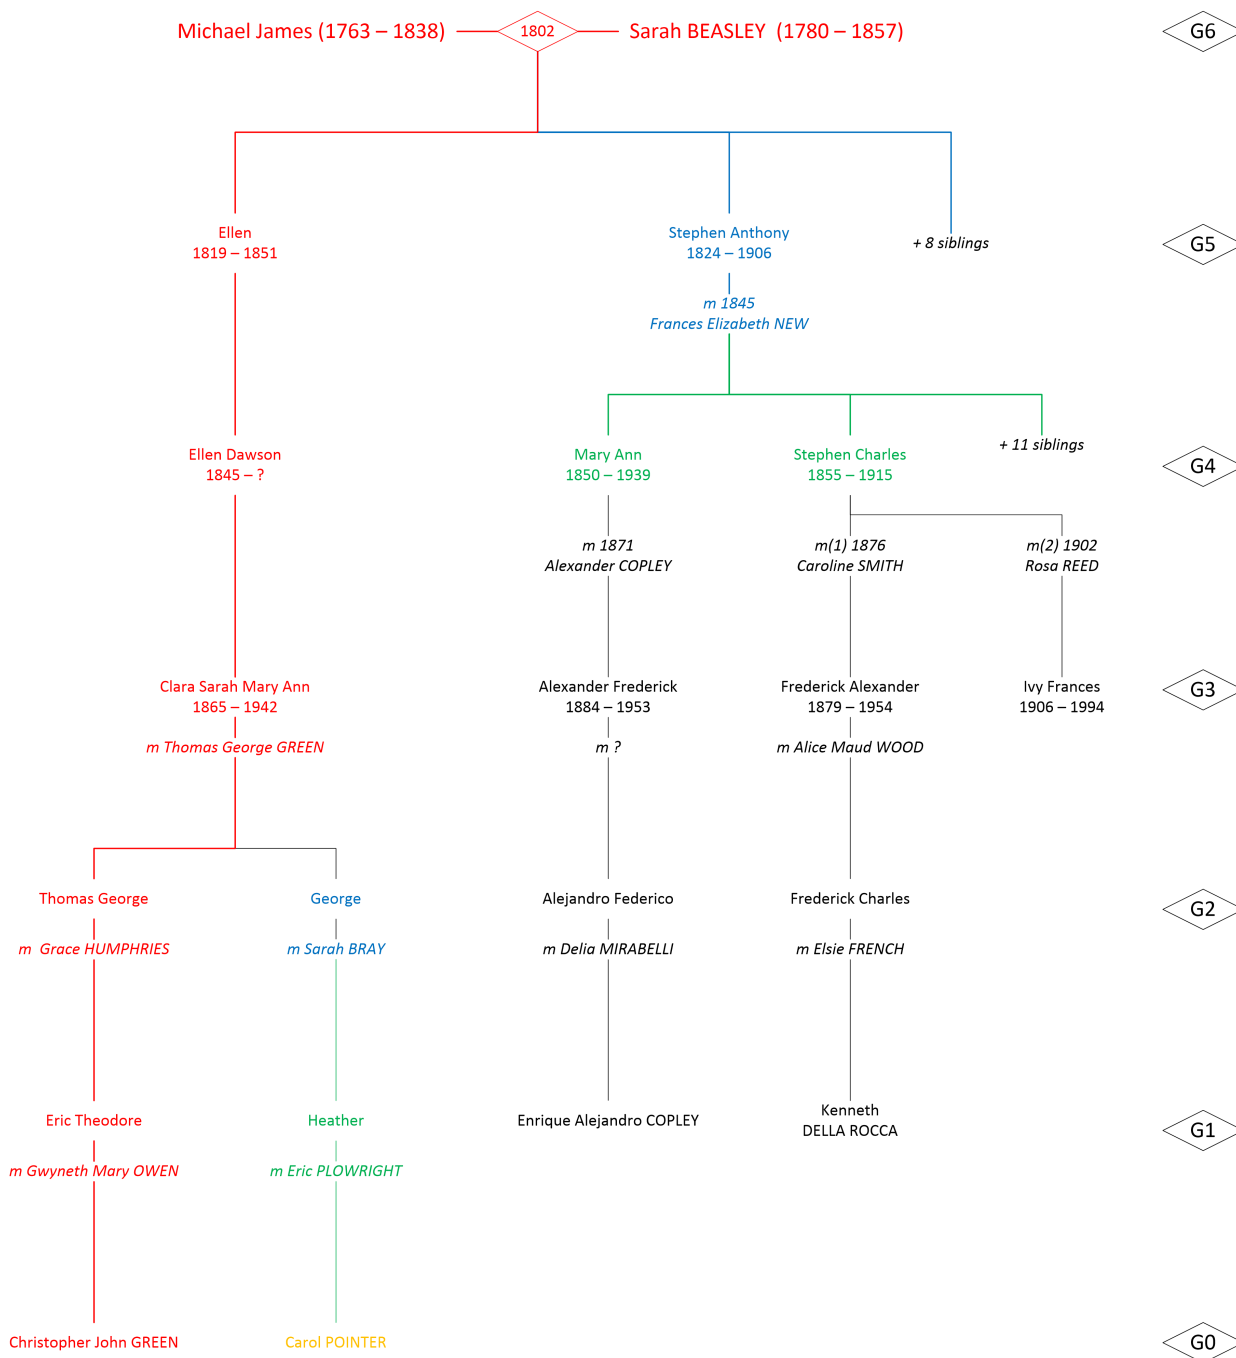 Michael James (1763 – 1838)
1802
Sarah BEASLEY (1780 – 1857)
G6
Ellen
1819 – 1851
Stephen Anthony
1824 – 1906
+ 8 siblings
G5
m 1845
Frances Elizabeth NEW
Ellen Dawson
1845 – ?
Mary Ann
1850 – 1939
Stephen Charles
1855 – 1915
+ 11 siblings
G4
m 1871
Alexander COPLEY
m(1) 1876
Caroline SMITH
m(2) 1902
Rosa REED
Clara Sarah Mary Ann
1865 – 1942
Alexander Frederick
1884 – 1953
Frederick Alexander
1879 – 1954
Ivy Frances
1906 – 1994
G3
m Thomas George GREEN
m ?
m Alice Maud WOOD
Thomas George
George
Alejandro Federico
Frederick Charles
G2
m Grace HUMPHRIES
m Sarah BRAY
m Delia MIRABELLI
m Elsie FRENCH
Eric Theodore
Heather
Enrique Alejandro COPLEY
Kenneth
DELLA ROCCA
G1
m Gwyneth Mary OWEN
m Eric PLOWRIGHT
Christopher John GREEN
Carol POINTER
G0